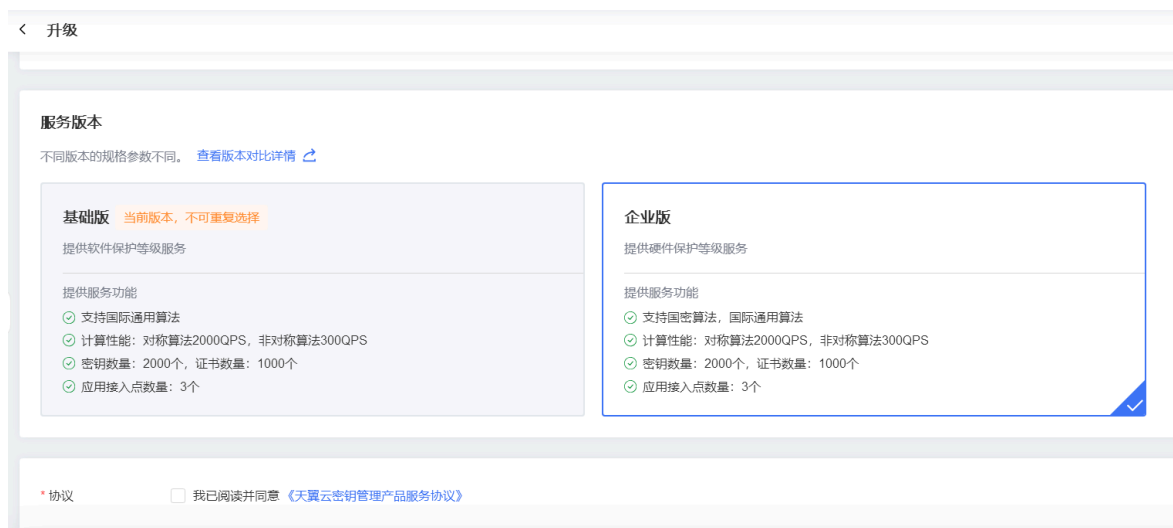 升级
服务版本
不同版本的规格参数不同。 查看版本对比详情
基础版 当前版本，不可重复选择
提供软件保护等级服务
提供服务功能
支持国际通用算法
计算性能：对称算法2000QPS，非对称算法300QPS
密钥数量：2000个，证书数量：1000个
应用接入点数量：3个
企业版
提供硬件保护等级服务
提供服务功能
支持国密算法，国际通用算法
计算性能：对称算法2000QPS，非对称算法300QPS
密钥数量：2000个，证书数量：1000个
应用接入点数量：3个
* 协议 我已阅读并同意《天翼云密钥管理产品服务协议》